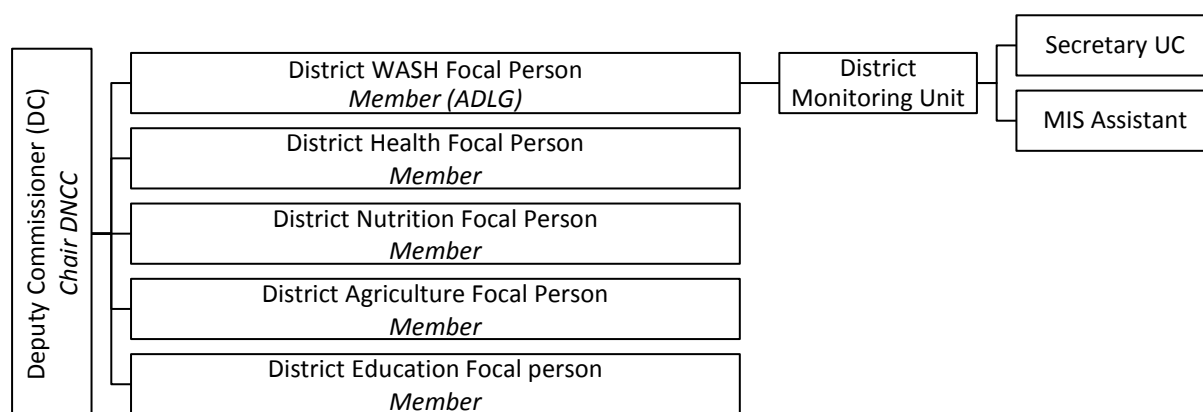 Deputy Commissioner (DC)
Chair DNCC
District WASH Focal Person
Member (ADLG)
District Health Focal Person
Member
District Nutrition Focal Person
Member
District Agriculture Focal Person
Member
District Education Focal person
Member
District
Monitoring Unit
Secretary UC
MIS Assistant